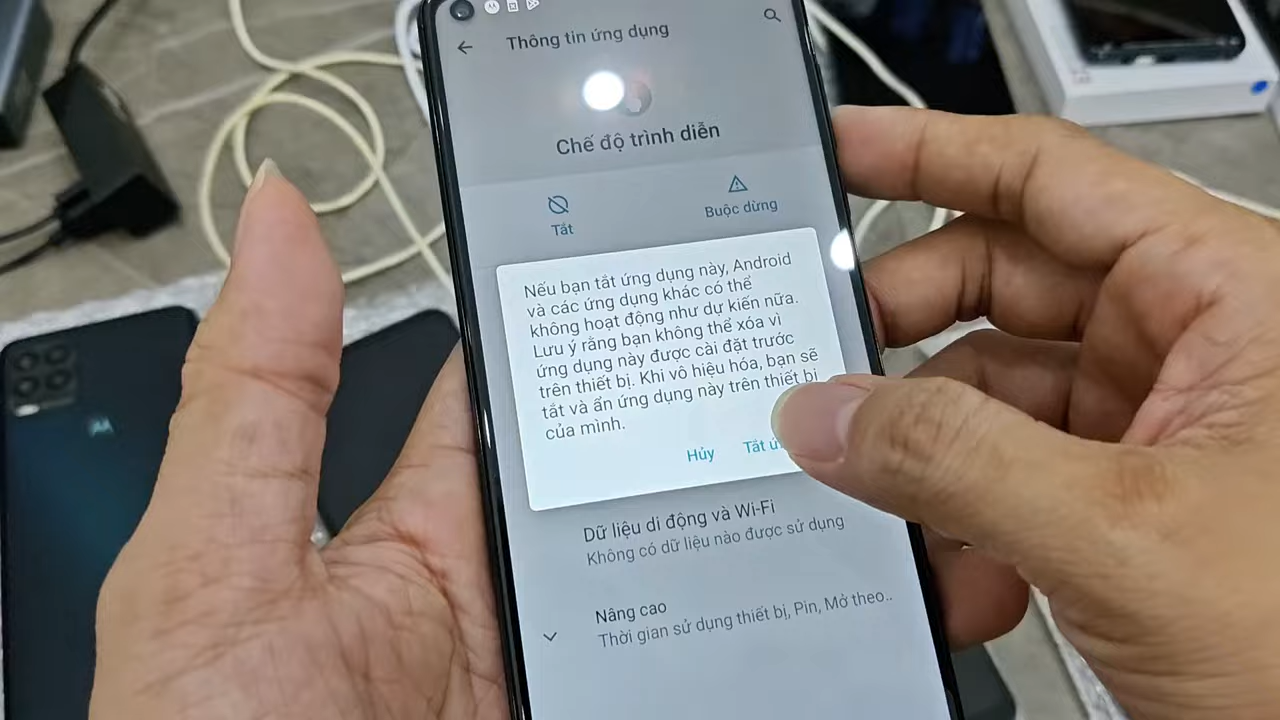 Thông tin ứng dụng
Chế độ trình diễn
Tắt
Buộc dừng
Nếu bạn tắt ứng dụng này, Android
và các ứng dụng khác có thể
không hoạt động như dự kiến nữa.
Lưu ý rằng bạn không thể xóa vì
ứng dụng này được cài đặt trước
trên thiết bị. Khi vô hiệu hóa, bạn sẽ
tắt và ẩn ứng dụng này trên thiết bị
của mình.
Hủy
Tắt
Dữ liệu di động và Wi-Fi
Không có dữ liệu nào được sử dụng
Nâng cao
Thời gian sử dụng thiết bị, Pin, Mở theo..